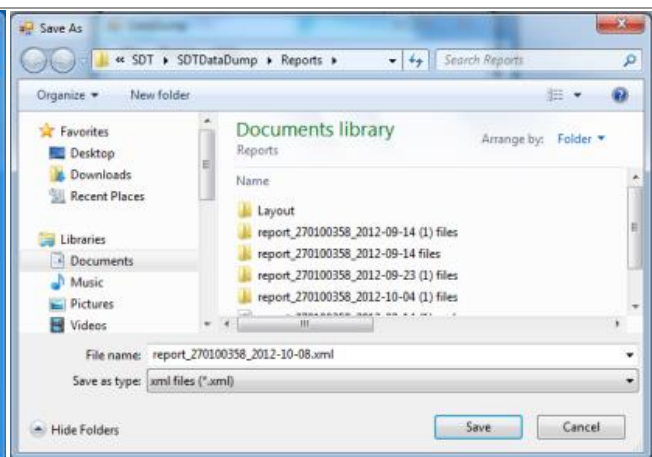 Save As
« SDT ▸ SDTDataDump ▸ Reports ▸
Search Reports
Organize
New folder
Favorites
Desktop
Downloads
Recent Places
Libraries
Documents
Music
Pictures
Videos
Documents library
Reports
Arrange by: Folder
Name
Layout
report_270100358_2012-09-14 (1) files
report_270100358_2012-09-14 files
report_270100358_2012-09-23 (1) files
report_270100358_2012-10-04 (1) files
File name: report_270100358_2012-10-08.xml
Save as type: xml files (*.xml)
Hide Folders
Save
Cancel